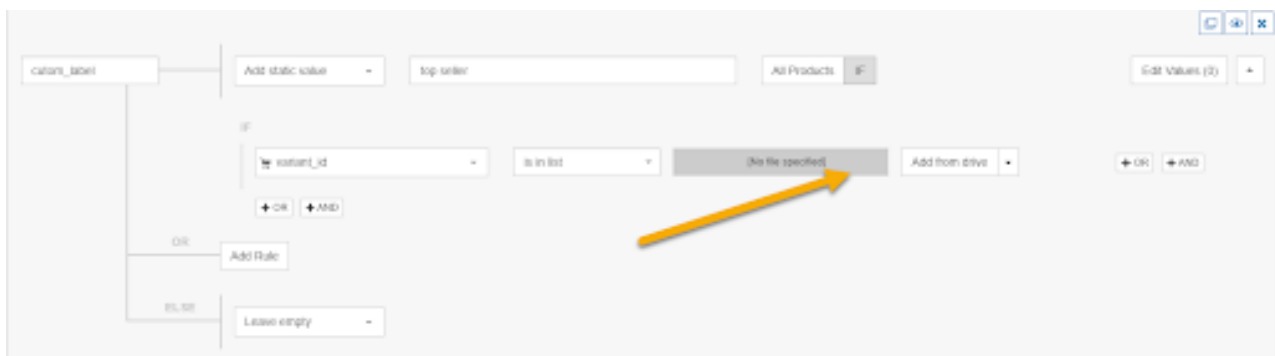 custom_label Add static value top seller All Products IF Edit Values (0)
IF
variant_id is in list (No file specified) Add from drive + OR + AND
+ OR + AND
OR Add Rule
ELSE Leave empty